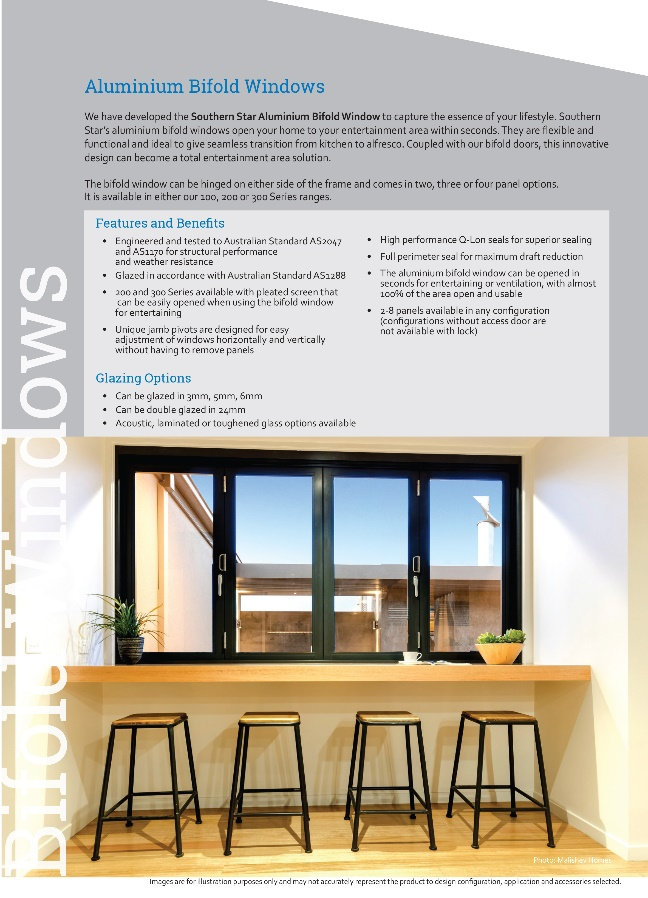 Aluminium Bifold Windows
We have developed the Southern Star Aluminium Bifold Window to capture the essence of your lifestyle. Southern
Star's aluminium bifold windows open your home to your entertainment area within seconds. They are flexible and
functional and ideal to give seamless transition from kitchen to alfresco. Coupled with our bifold doors, this innovative
design can become a total entertainment area solution.
The bifold window can be hinged on either side of the frame and comes in two, three or four panel options.
It is available in either our 100, 200 or 300 Series ranges.
Features and Benefits
• Engineered and tested to Australian Standard AS2047
and AS1170 for structural performance
and weather resistance
• Glazed in accordance with Australian Standard AS1288
• 200 and 300 Series available with pleated screen that
can be easily opened when using the bifold window
for entertaining
• Unique jamb pivots are designed for easy
adjustment of windows horizontally and vertically
without having to remove panels
• High performance Q-Lon seals for superior sealing
• Full perimeter seal for maximum draft reduction
• The aluminium bifold window can be opened in
seconds for entertaining or ventilation, with almost
100% of the area open and usable
• 2-8 panels available in any configuration
(configurations without access door are
not available with lock)
Glazing Options
• Can be glazed in 3mm, 5mm, 6mm
• Can be double glazed in 24mm
• Acoustic, laminated or toughened glass options available
Bifold Windows
Photo: Malishev Homes
Images are for illustration purposes only and may not accurately represent the product to design configuration, application and accessories selected.